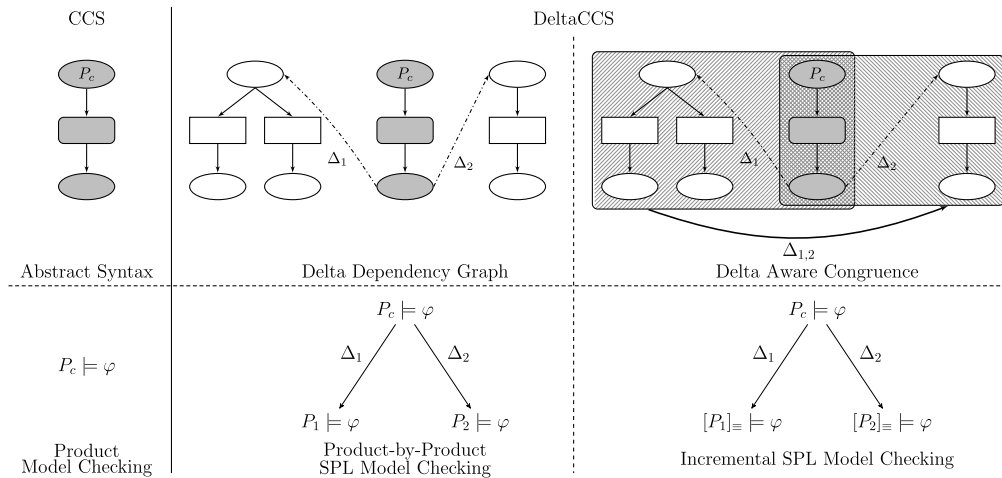 CCS
DeltaCCS
P_c
P_c
P_c
Δ_1
Δ_2
Δ_1
Δ_2
Δ_{1,2}
Abstract Syntax
Delta Dependency Graph
Delta Aware Congruence
P_c ⊨ φ
P_c ⊨ φ
Δ_1
Δ_2
Δ_1
Δ_2
P_c ⊨ φ
P_1 ⊨ φ
P_2 ⊨ φ
[P_1]_≡ ⊨ φ
[P_2]_≡ ⊨ φ
Product
Model Checking
Product-by-Product
SPL Model Checking
Incremental SPL Model Checking